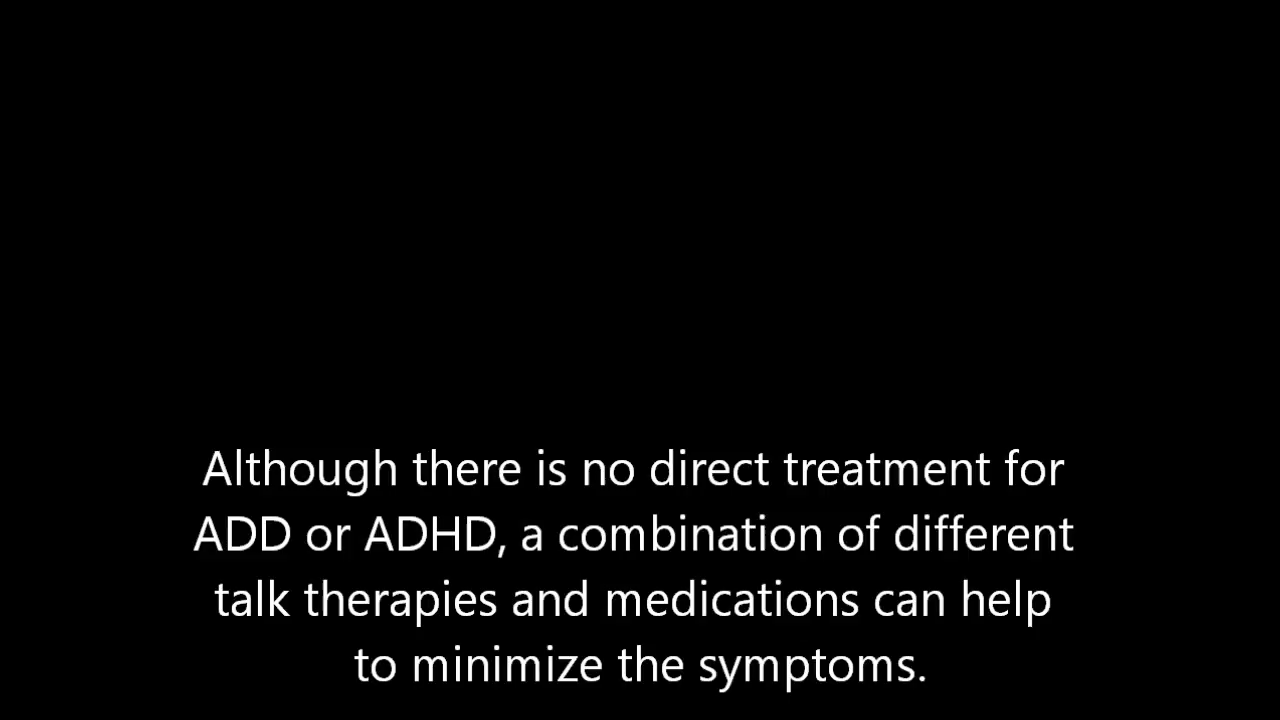 Although there is no direct treatment for
ADD or ADHD, a combination of different
talk therapies and medications can help
to minimize the symptoms.